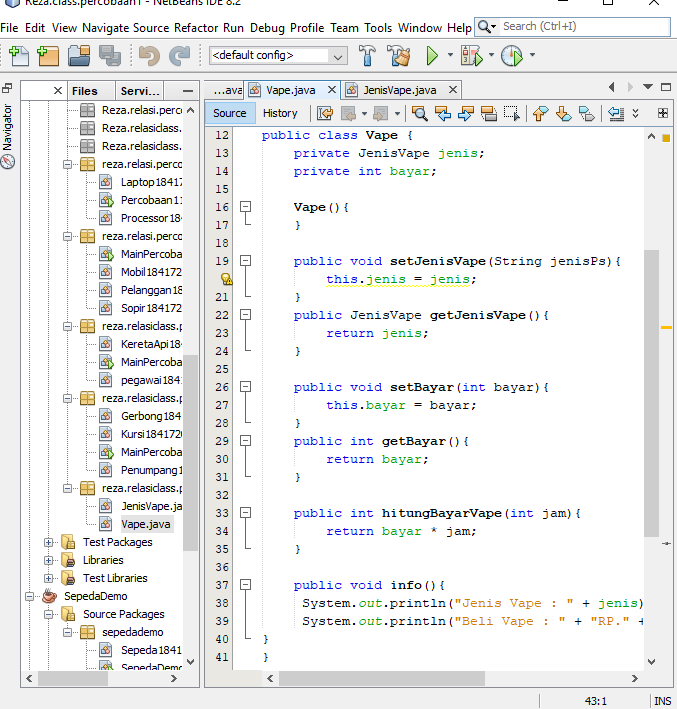 Reza.class.percobaan1 - NetBeans IDE 8.2
File Edit View Navigate Source Refactor Run Debug Profile Team Tools Window Help
Search (Ctrl+I)
<default config>
Files
Servi...
...ava
Vape.java
JenisVape.java
Navigator
Source
History
Reza.relasi.perco
Reza.relasiclass.
Reza.relasiclass.
reza.relasi.perco
Laptop18417
Percobaan11
Processor184
reza.relasi.perco
MainPercoba
Mobil184172
Pelanggan18
Sopir184172
reza.relasiclass.p
KeretaApi184
MainPercoba
pegawai1841
reza.relasiclass.p
Gerbong184
Kursi184172
MainPercoba
Penumpang1
reza.relasiclass.p
JenisVape.ja
Vape.java
Test Packages
Libraries
Test Libraries
SepedaDemo
Source Packages
sepedademo
Sepeda1841
SepedaDemo
12 public class Vape {
13 private JenisVape jenis;
14 private int bayar;
15
16 Vape(){
17 }
18
19 public void setJenisVape(String jenisPs){
this.jenis = jenis;
21 }
22 public JenisVape getJenisVape(){
23 return jenis;
24 }
25
26 public void setBayar(int bayar){
27 this.bayar = bayar;
28 }
29 public int getBayar(){
30 return bayar;
31 }
32
33 public int hitungBayarVape(int jam){
34 return bayar * jam;
35 }
36
37 public void info(){
38 System.out.println("Jenis Vape : " + jenis)
39 System.out.println("Beli Vape : " + "RP." +
40 }
41 }
43:1
INS